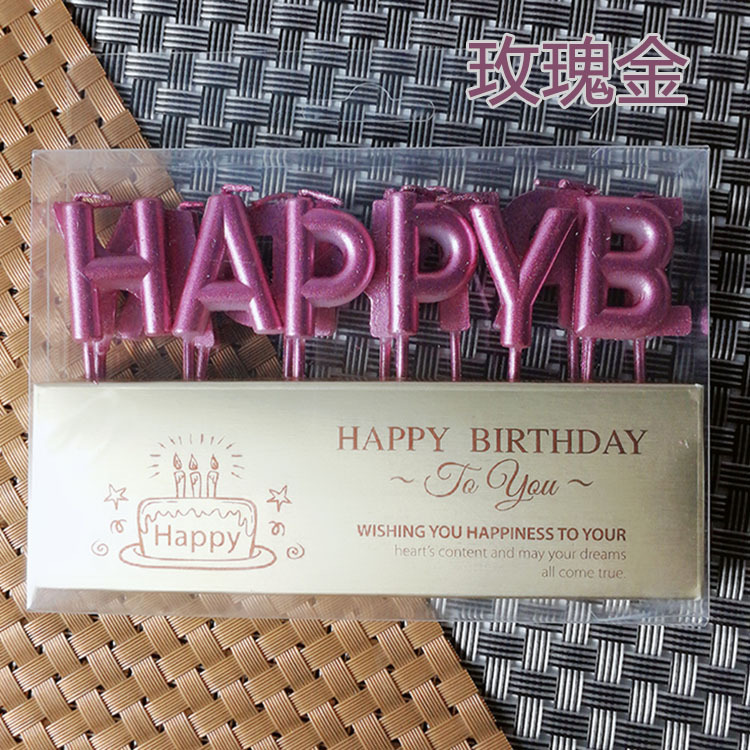 玫瑰金
HAPPYB
HAPPY BIRTHDAY
~ To You ~
Happy
WISHING YOU HAPPINESS TO YOUR
heart's content and may your dreams
all come true.